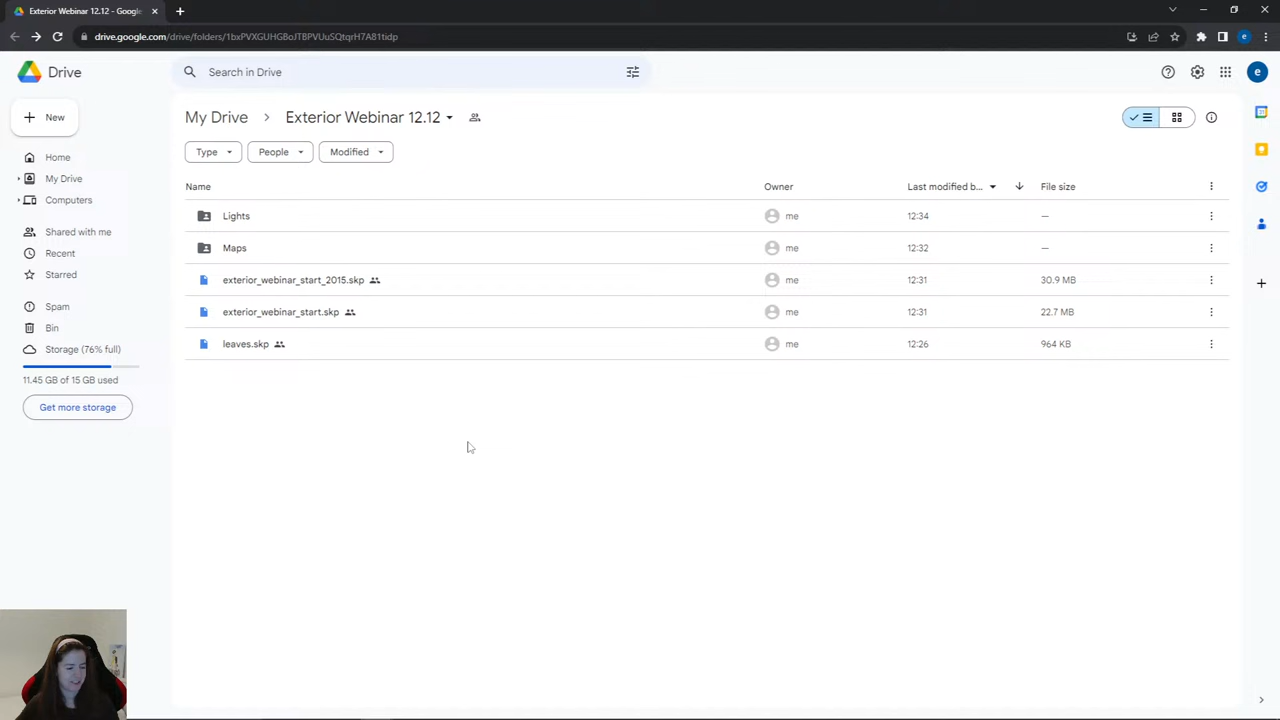 Exterior Webinar 12.12 - Google
drive.google.com/drive/folders/1bxPVXGUHGBoJTBPVUuSQtqrH7A81tidp
e
Drive
Search in Drive
e
New
My Drive
Exterior Webinar 12.12
Type
People
Modified
Home
My Drive
Computers
Shared with me
Recent
Starred
Spam
Bin
Storage (76% full)
11.45 GB of 15 GB used
Get more storage
Name Owner Last modified b... File size
Lights me 12:34 —
Maps me 12:32 —
exterior_webinar_start_2015.skp me 12:31 30.9 MB
exterior_webinar_start.skp me 12:31 22.7 MB
leaves.skp me 12:26 964 KB